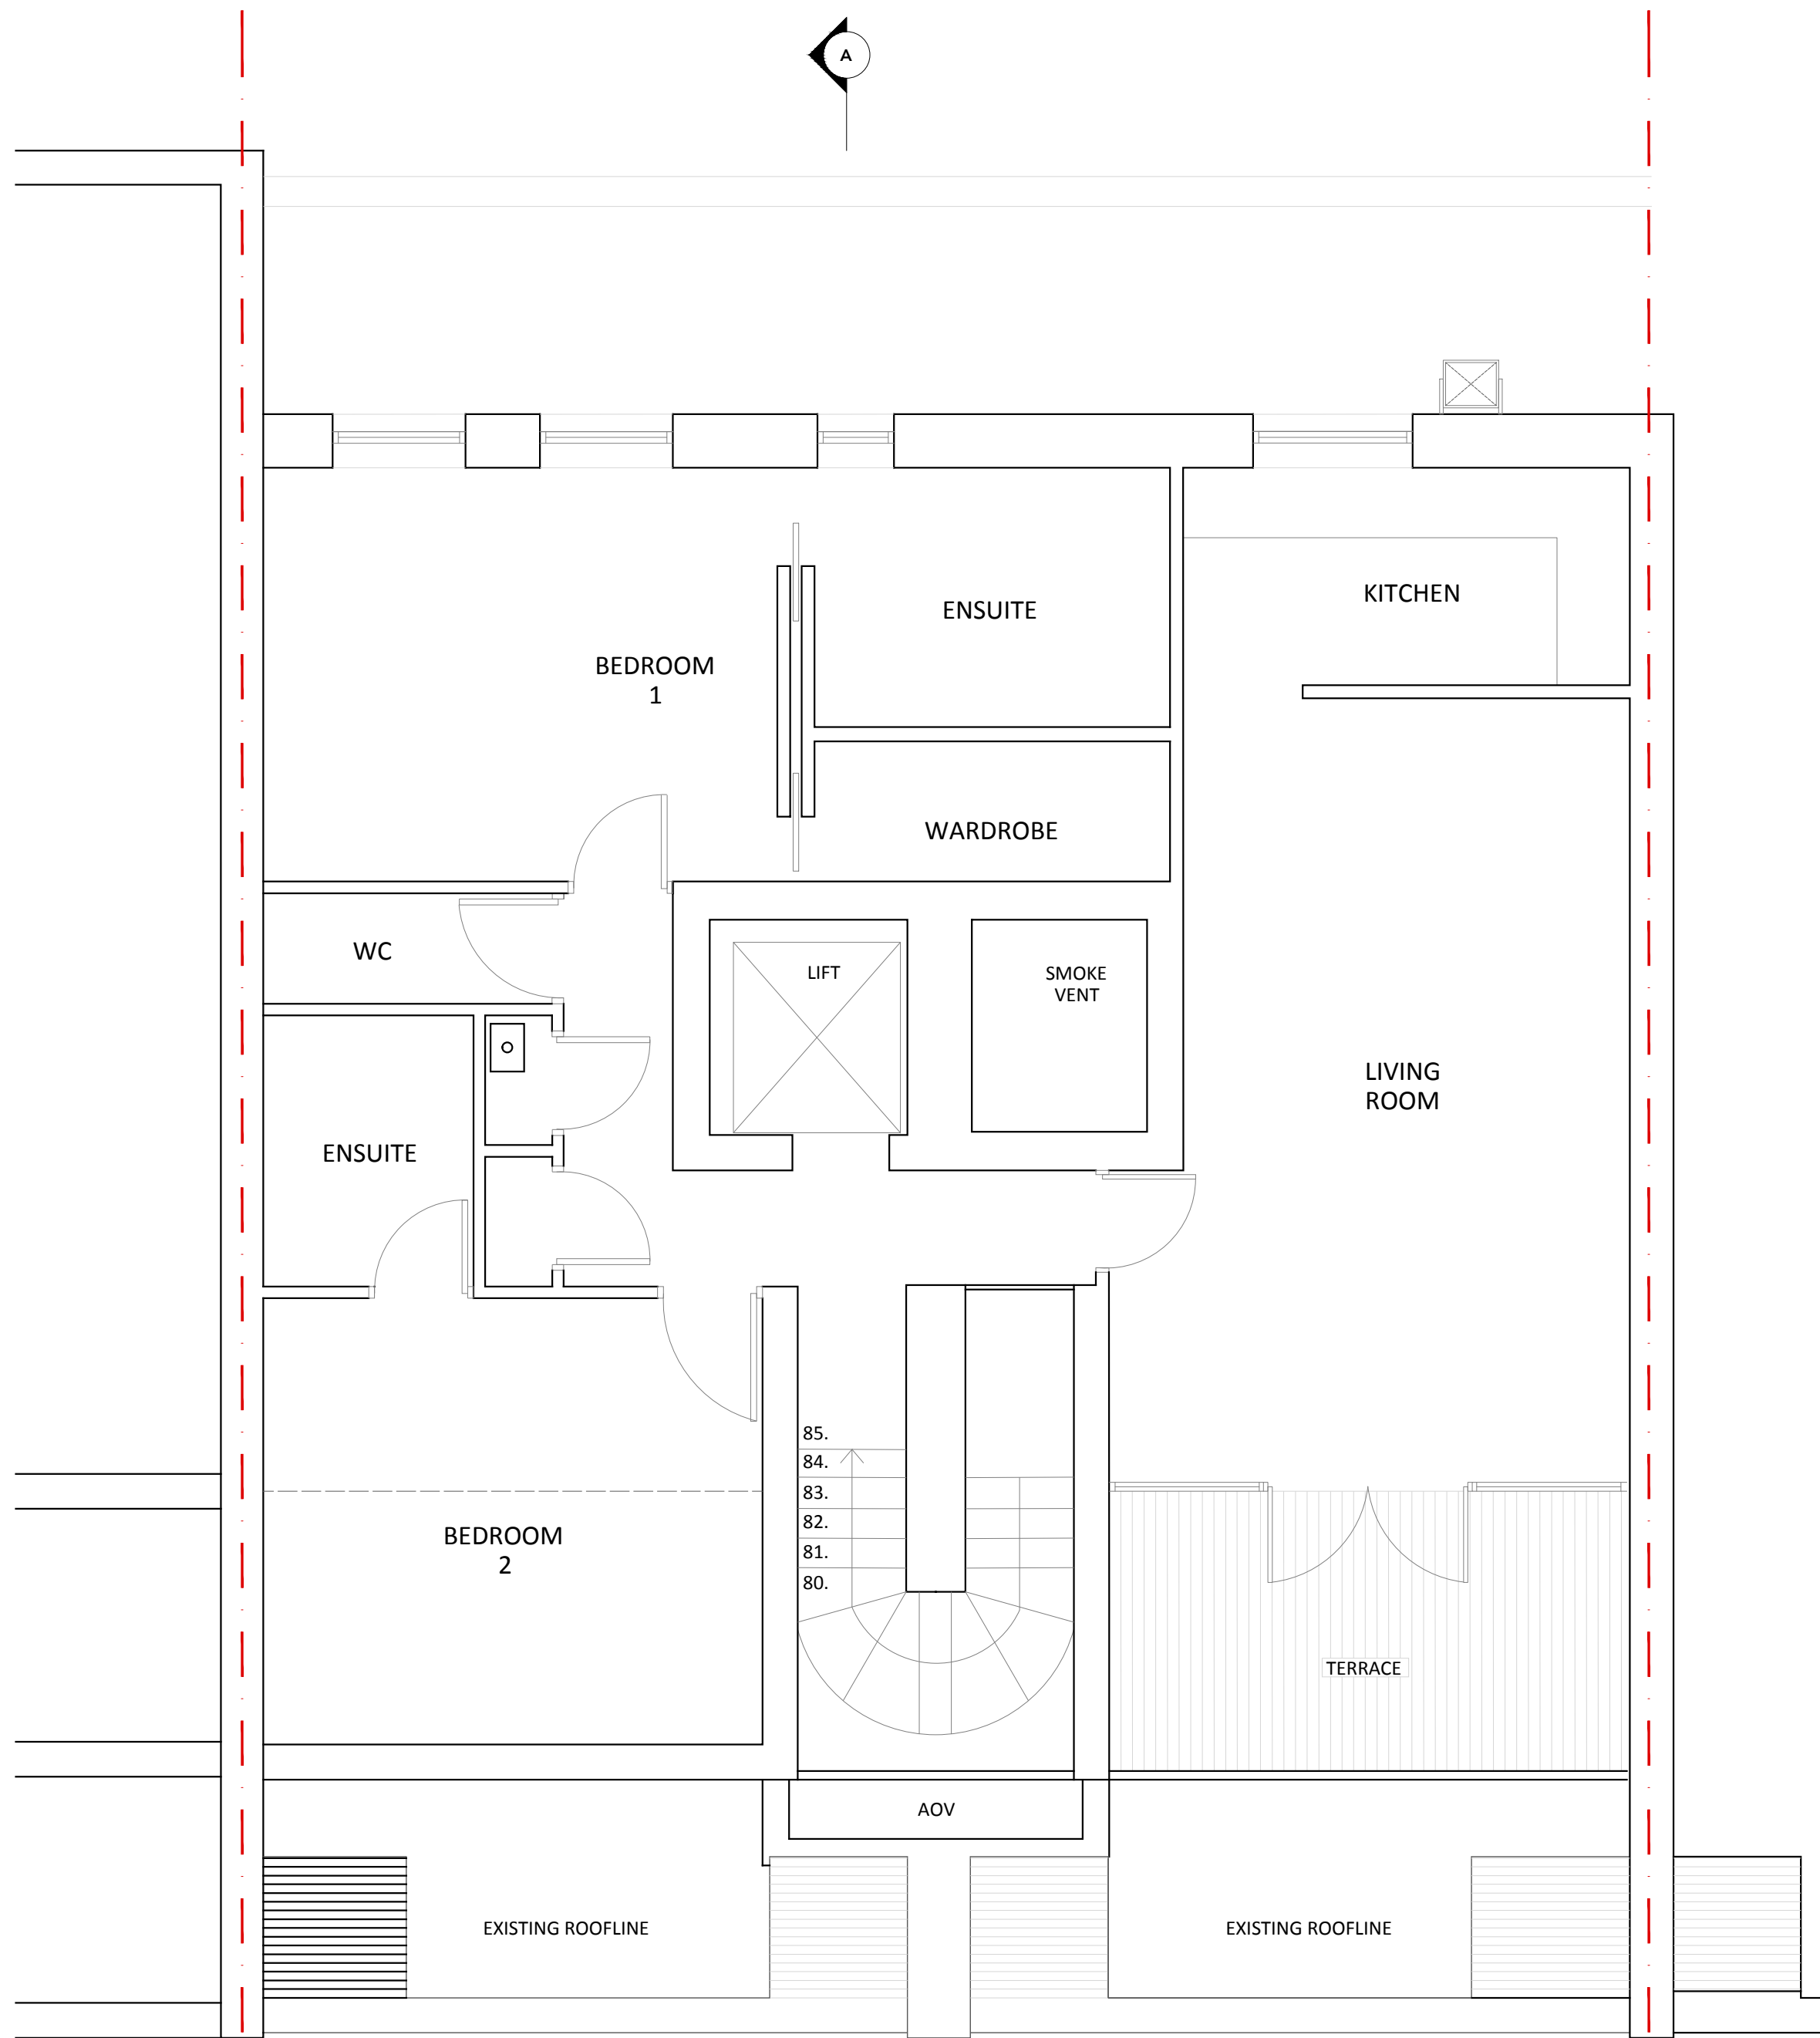 A
KITCHEN
ENSUITE
BEDROOM
1
WARDROBE
WC
LIFT
SMOKE
VENT
LIVING
ROOM
ENSUITE
85.
84.
83.
82.
81.
80.
BEDROOM
2
TERRACE
AOV
EXISTING ROOFLINE
EXISTING ROOFLINE